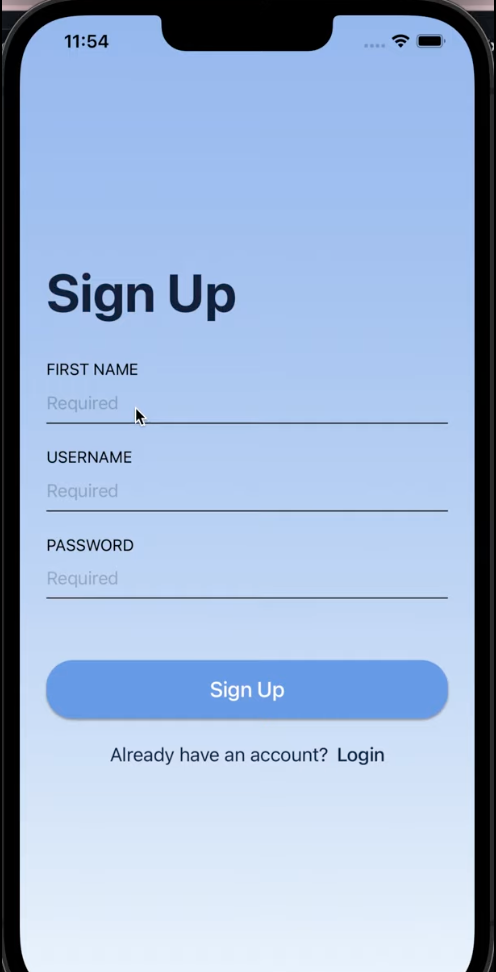 11:54
Sign Up
FIRST NAME
Required
USERNAME
Required
PASSWORD
Required
Sign Up
Already have an account? Login